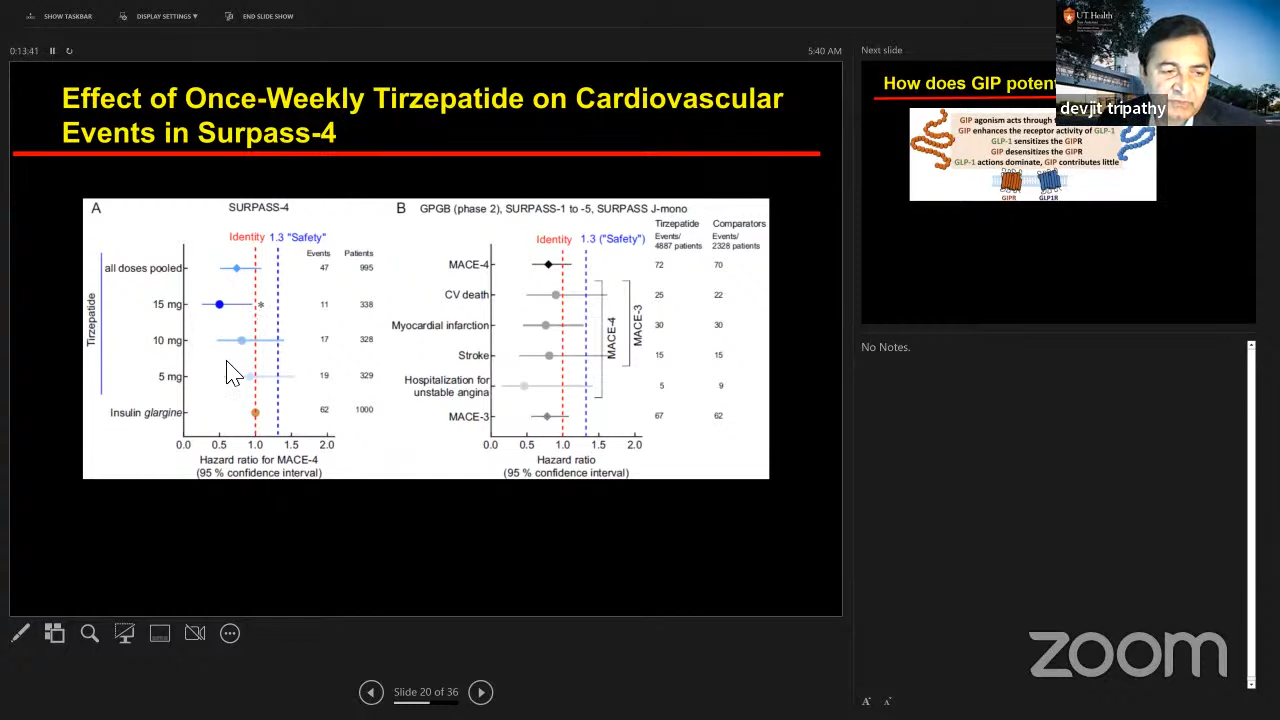 SHOW TASKBAR
DISPLAY SETTINGS ▼
END SLIDE SHOW
0:13:41
5:40 AM
Effect of Once-Weekly Tirzepatide on Cardiovascular
Events in Surpass-4
A
SURPASS-4
Identity 1.3 "Safety"
Events Patients
Tirzepatide
all doses pooled 47 995
15 mg * 11 338
10 mg 17 328
5 mg 19 329
Insulin glargine 62 1000
0.0 0.5 1.0 1.5 2.0
Hazard ratio for MACE-4
(95 % confidence interval)
B
GPGB (phase 2), SURPASS-1 to -5, SURPASS J-mono
Identity 1.3 ("Safety")
Tirzepatide Comparators
Events/ Events/
4887 patients 2328 patients
MACE-4 72 70
CV death 25 22
Myocardial infarction 30 30
Stroke 15 15
Hospitalization for
unstable angina 5 9
MACE-3 67 62
MACE-4
MACE-3
0.0 0.5 1.0 1.5 2.0
Hazard ratio
(95 % confidence interval)
Slide 20 of 36
Next slide
How does GIP poten
GIP agonism acts through
GIP enhances the receptor activity of GLP-1
GLP-1 sensitizes the GIPR
GIP desensitizes the GIPR
GLP-1 actions dominate, GIP contributes little
GIPR GLP1R
UT Health
San Antonio
devjit tripathy
No Notes.
zoom
A A